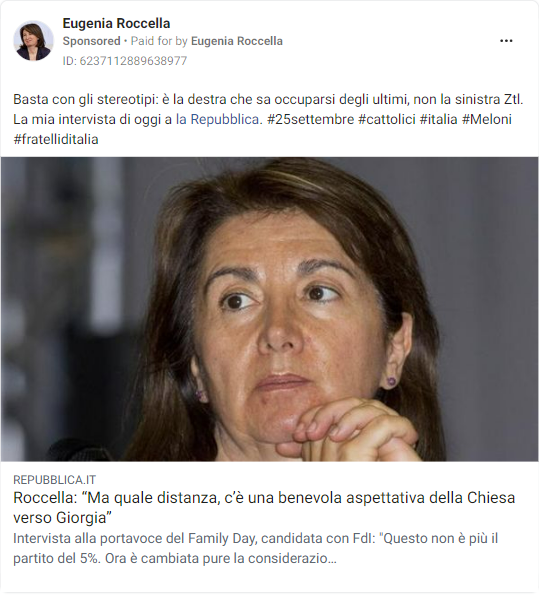 Eugenia Roccella
Sponsored • Paid for by Eugenia Roccella
ID: 6237112889638977
Basta con gli stereotipi: è la destra che sa occuparsi degli ultimi, non la sinistra Ztl.
La mia intervista di oggi a la Repubblica. #25settembre #cattolici #italia #Meloni
#fratelliditalia
REPUBBLICA.IT
Roccella: “Ma quale distanza, c’è una benevola aspettativa della Chiesa
verso Giorgia”
Intervista alla portavoce del Family Day, candidata con FdI: "Questo non è più il
partito del 5%. Ora è cambiata pure la considerazio...